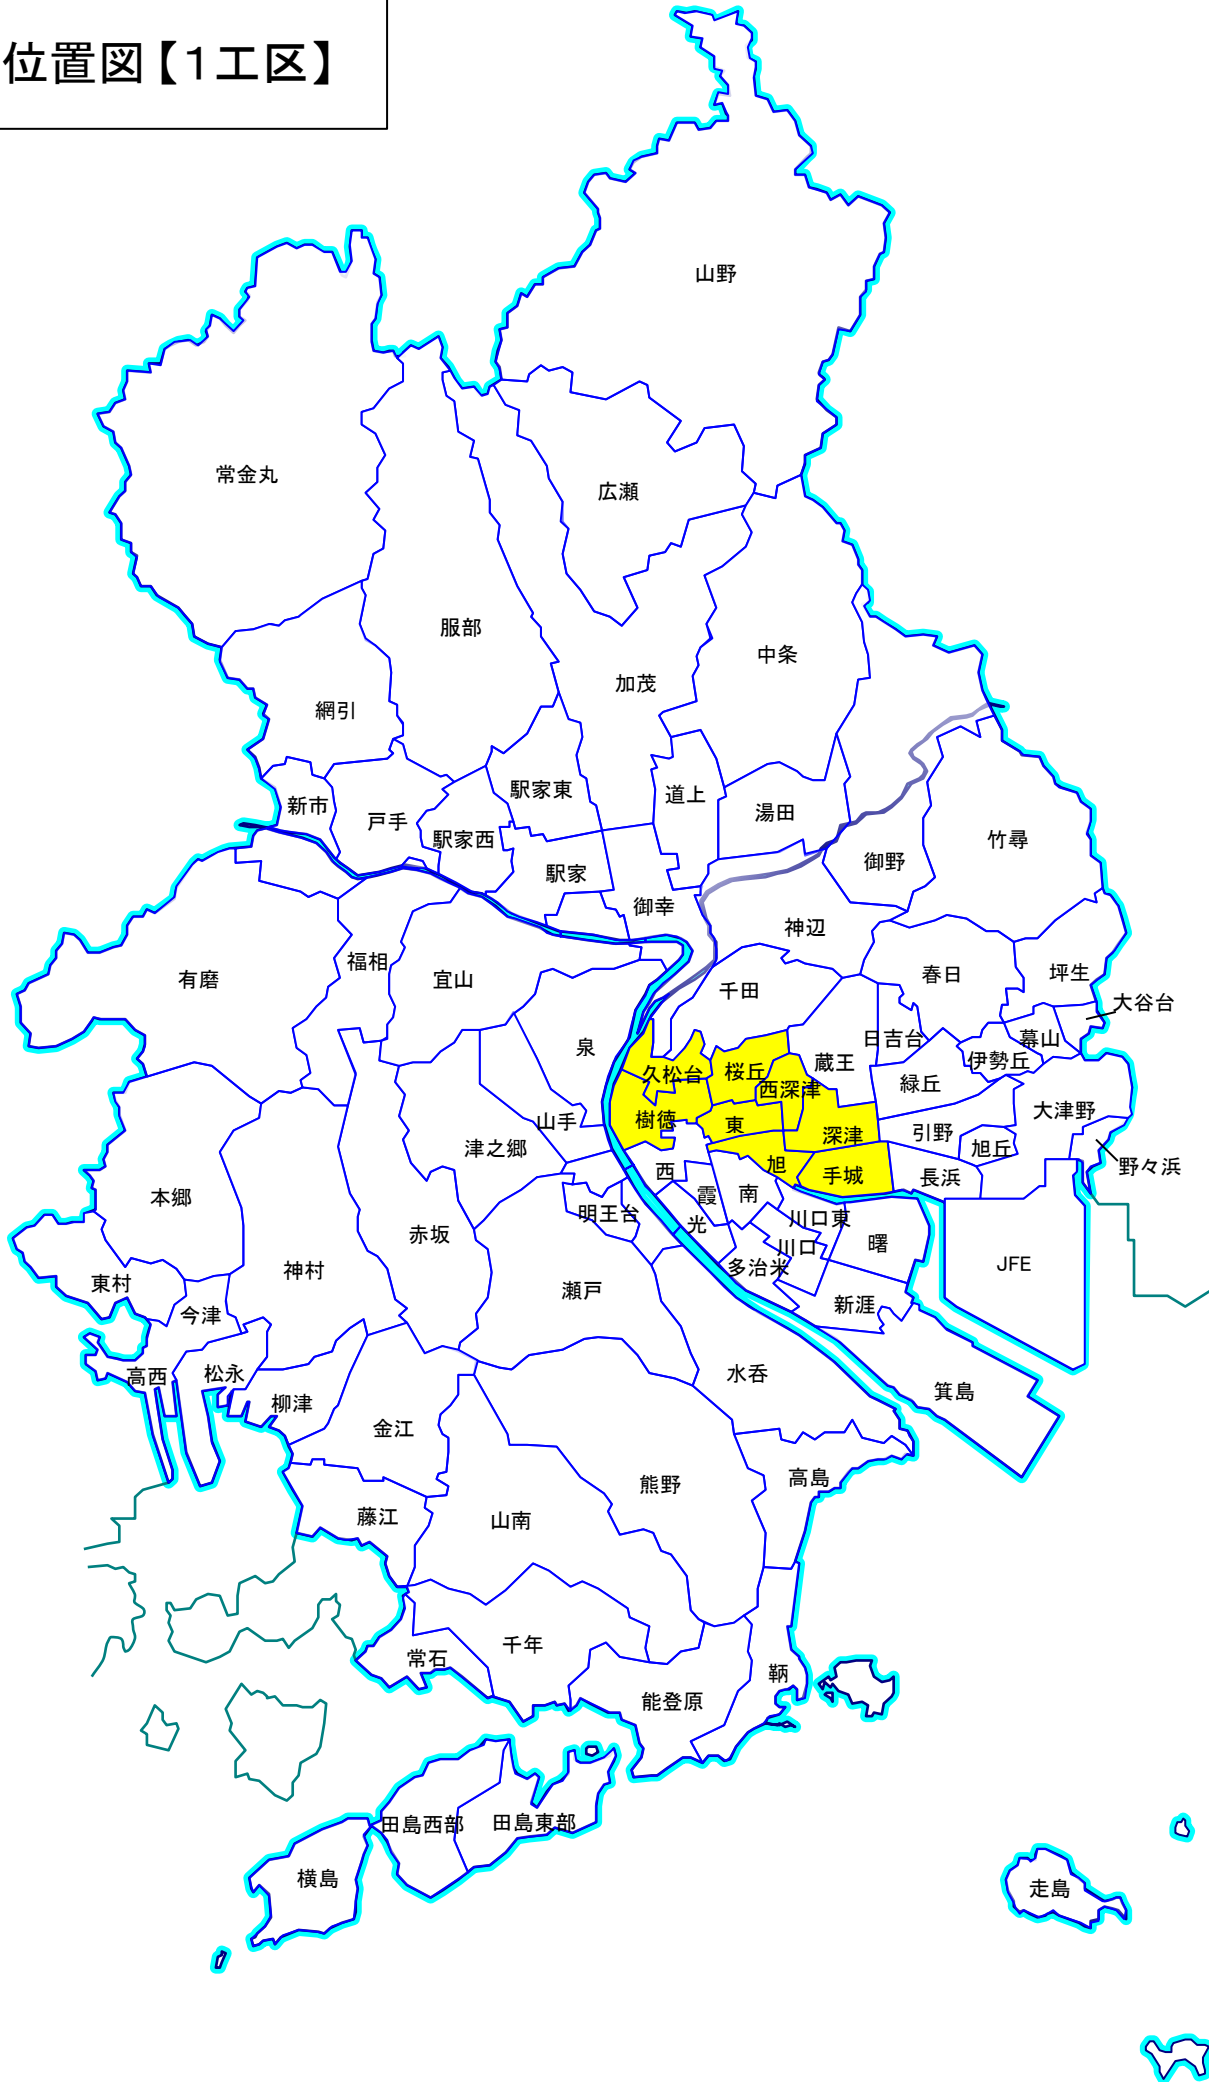 位置図【1工区】
山野
常金丸
広瀬
服部
中条
加茂
網引
駅家東
道上
新市
湯田
戸手
駅家西
竹尋
御野
駅家
御幸
神辺
福相
宜山
有磨
春日
坪生
千田
大谷台
日吉台
幕山
泉
伊勢丘
蔵王
久松台
桜丘
緑丘
西深津
大津野
樹徳
山手
東
深津
引野
津之郷
旭丘
野々浜
旭
西
手城
長浜
本郷
霞
南
明王台
川口東
光
赤坂
曙
川口
JFE
多治米
神村
東村
瀬戸
新涯
今津
水呑
松永
高西
箕島
柳津
金江
高島
熊野
藤江
山南
千年
常石
鞆
能登原
田島西部
田島東部
横島
走島